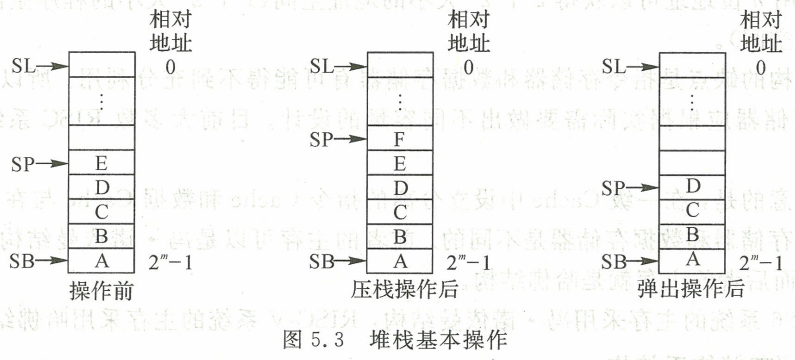 相对 相对 相对
地址 地址 地址
SL 0 SL 0 SL 0
⋮ ⋮ ⋮
SP F
SP E E
D D SP D
C C C
B B B
SB A 2^m−1 SB A 2^m−1 SB A 2^m−1
操作前 压栈操作后 弹出操作后
图 5.3 堆栈基本操作